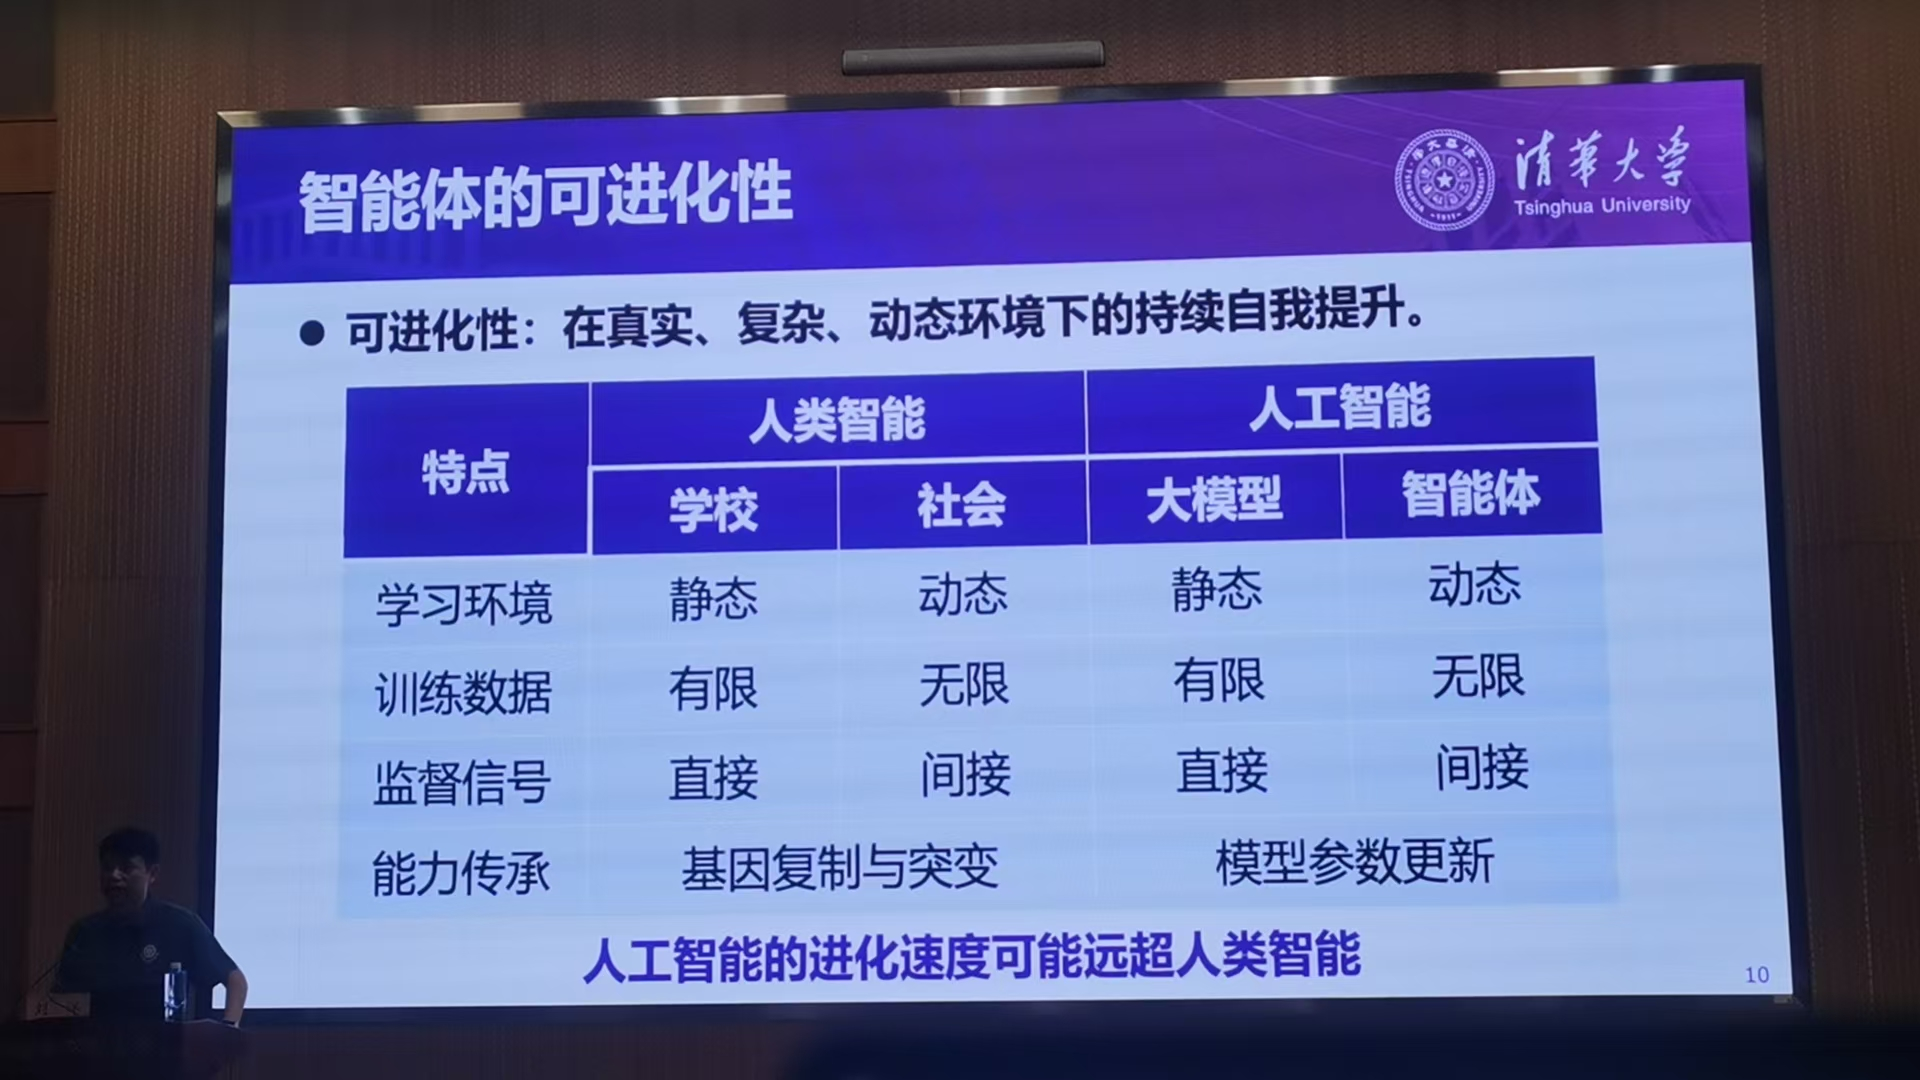 智能体的可进化性
清華大学
Tsinghua University
● 可进化性：在真实、复杂、动态环境下的持续自我提升。
特点 人类智能 人工智能
学校 社会 大模型 智能体
学习环境 静态 动态 静态 动态
训练数据 有限 无限 有限 无限
监督信号 直接 间接 直接 间接
能力传承 基因复制与突变 模型参数更新
人工智能的进化速度可能远超人类智能
10